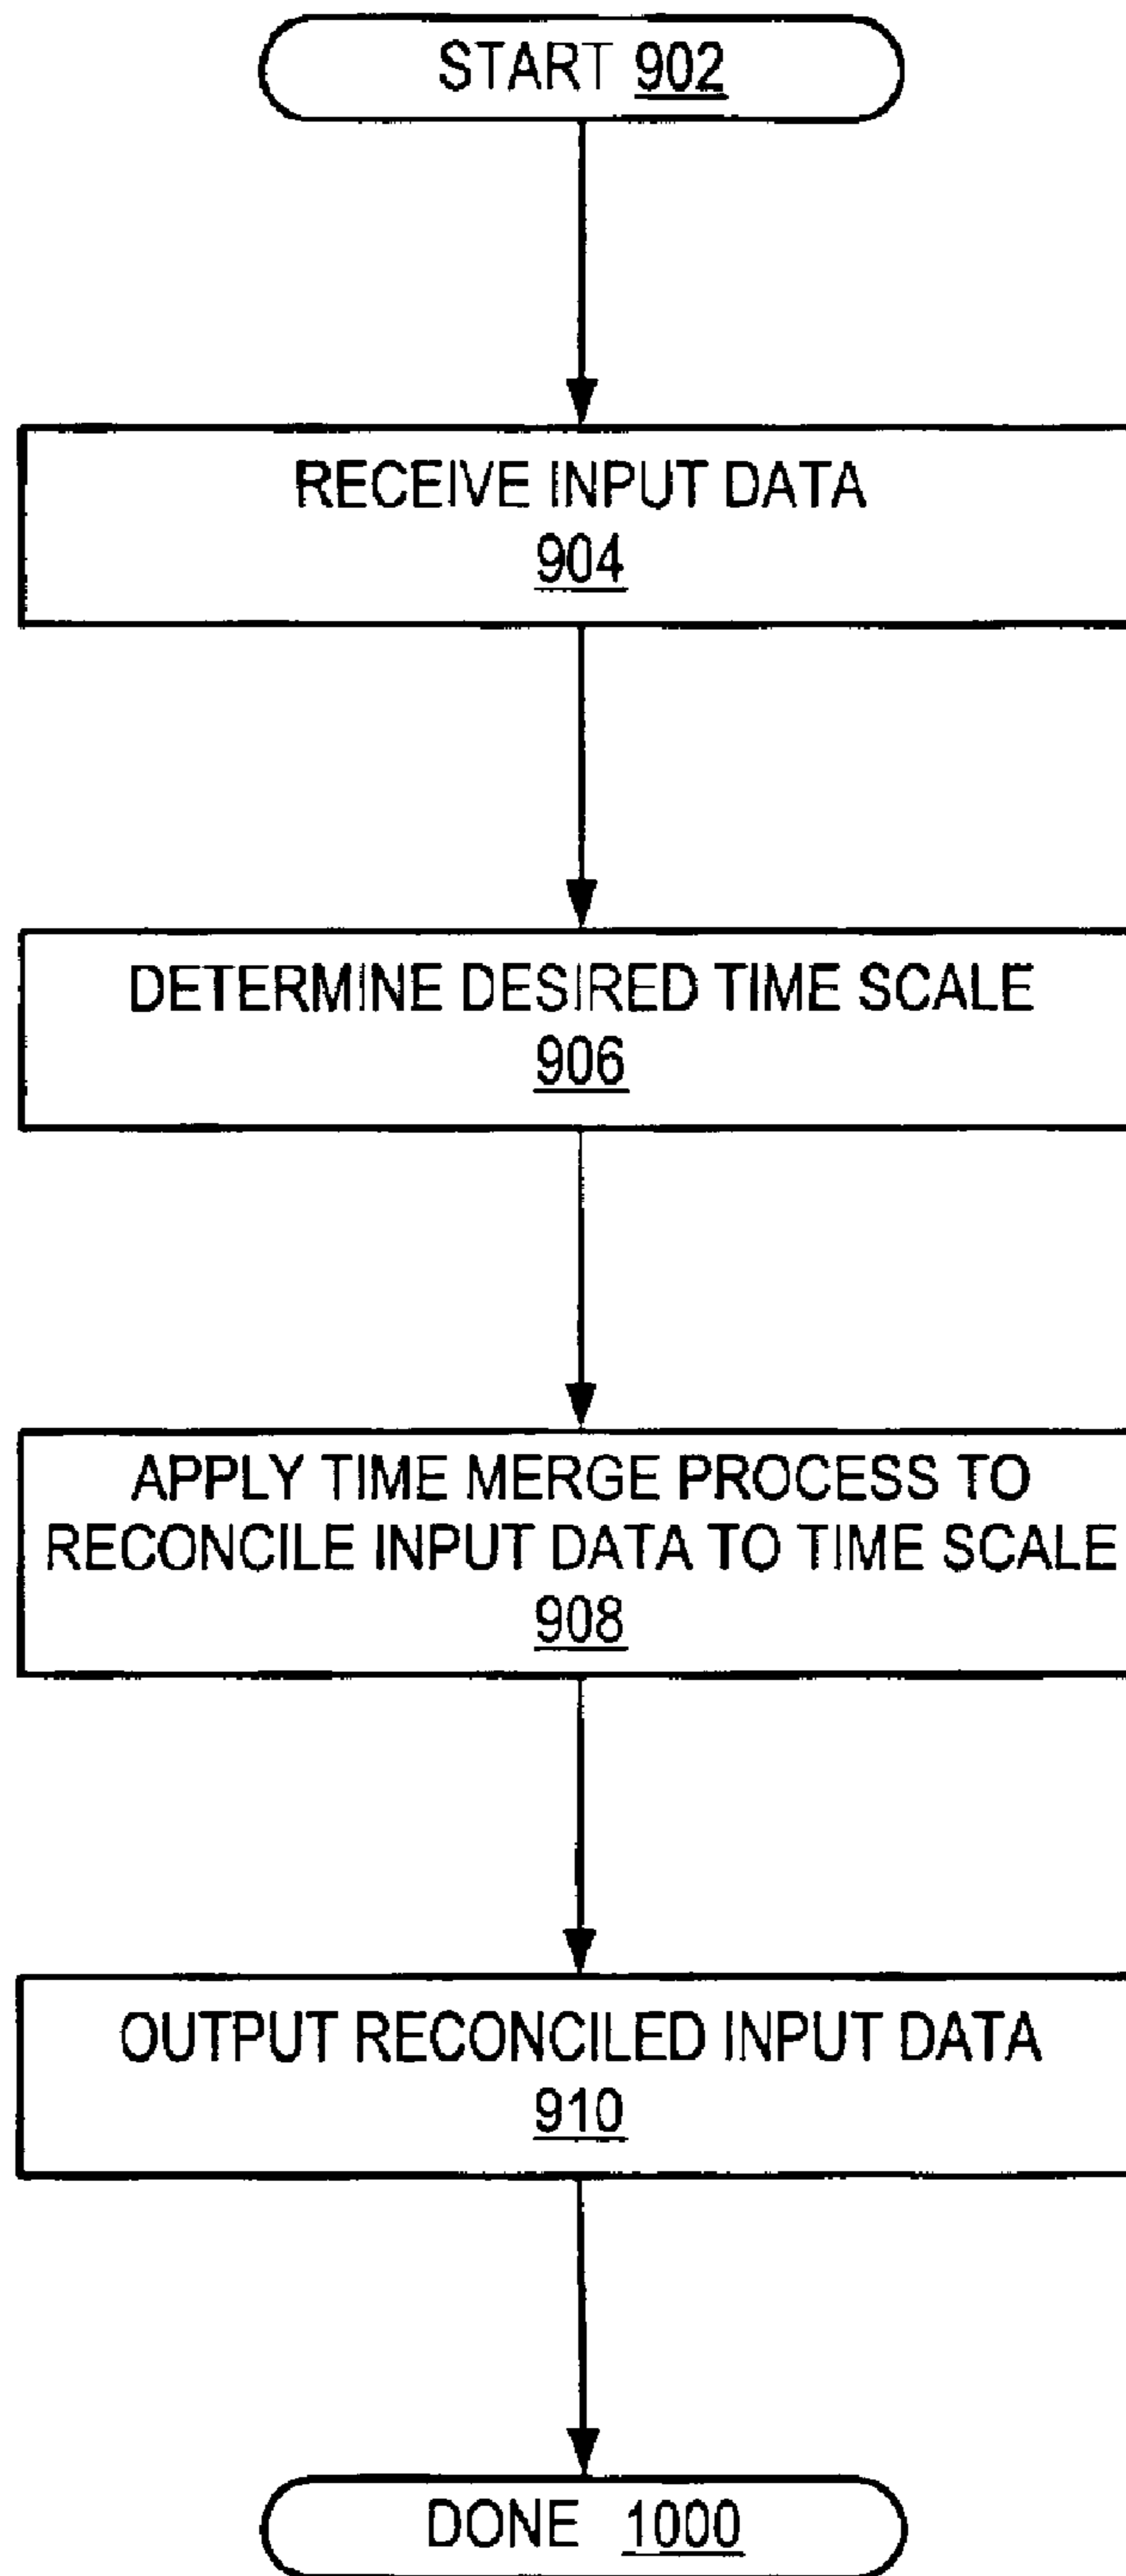 START 902
RECEIVE INPUT DATA
904
DETERMINE DESIRED TIME SCALE
906
APPLY TIME MERGE PROCESS TO
RECONCILE INPUT DATA TO TIME SCALE
908
OUTPUT RECONCILED INPUT DATA
910
DONE 1000